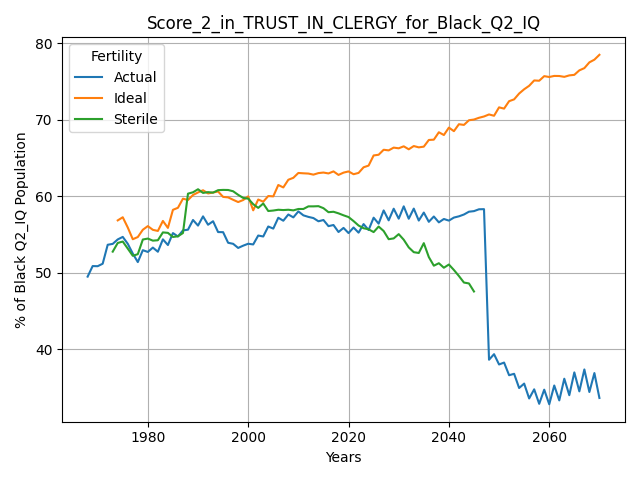 Score_2_in_TRUST_IN_CLERGY_for_Black_Q2_IQ
Fertility
Actual
Ideal
Sterile
% of Black Q2_IQ Population
80
70
60
50
40
1980
2000
2020
2040
2060
Years